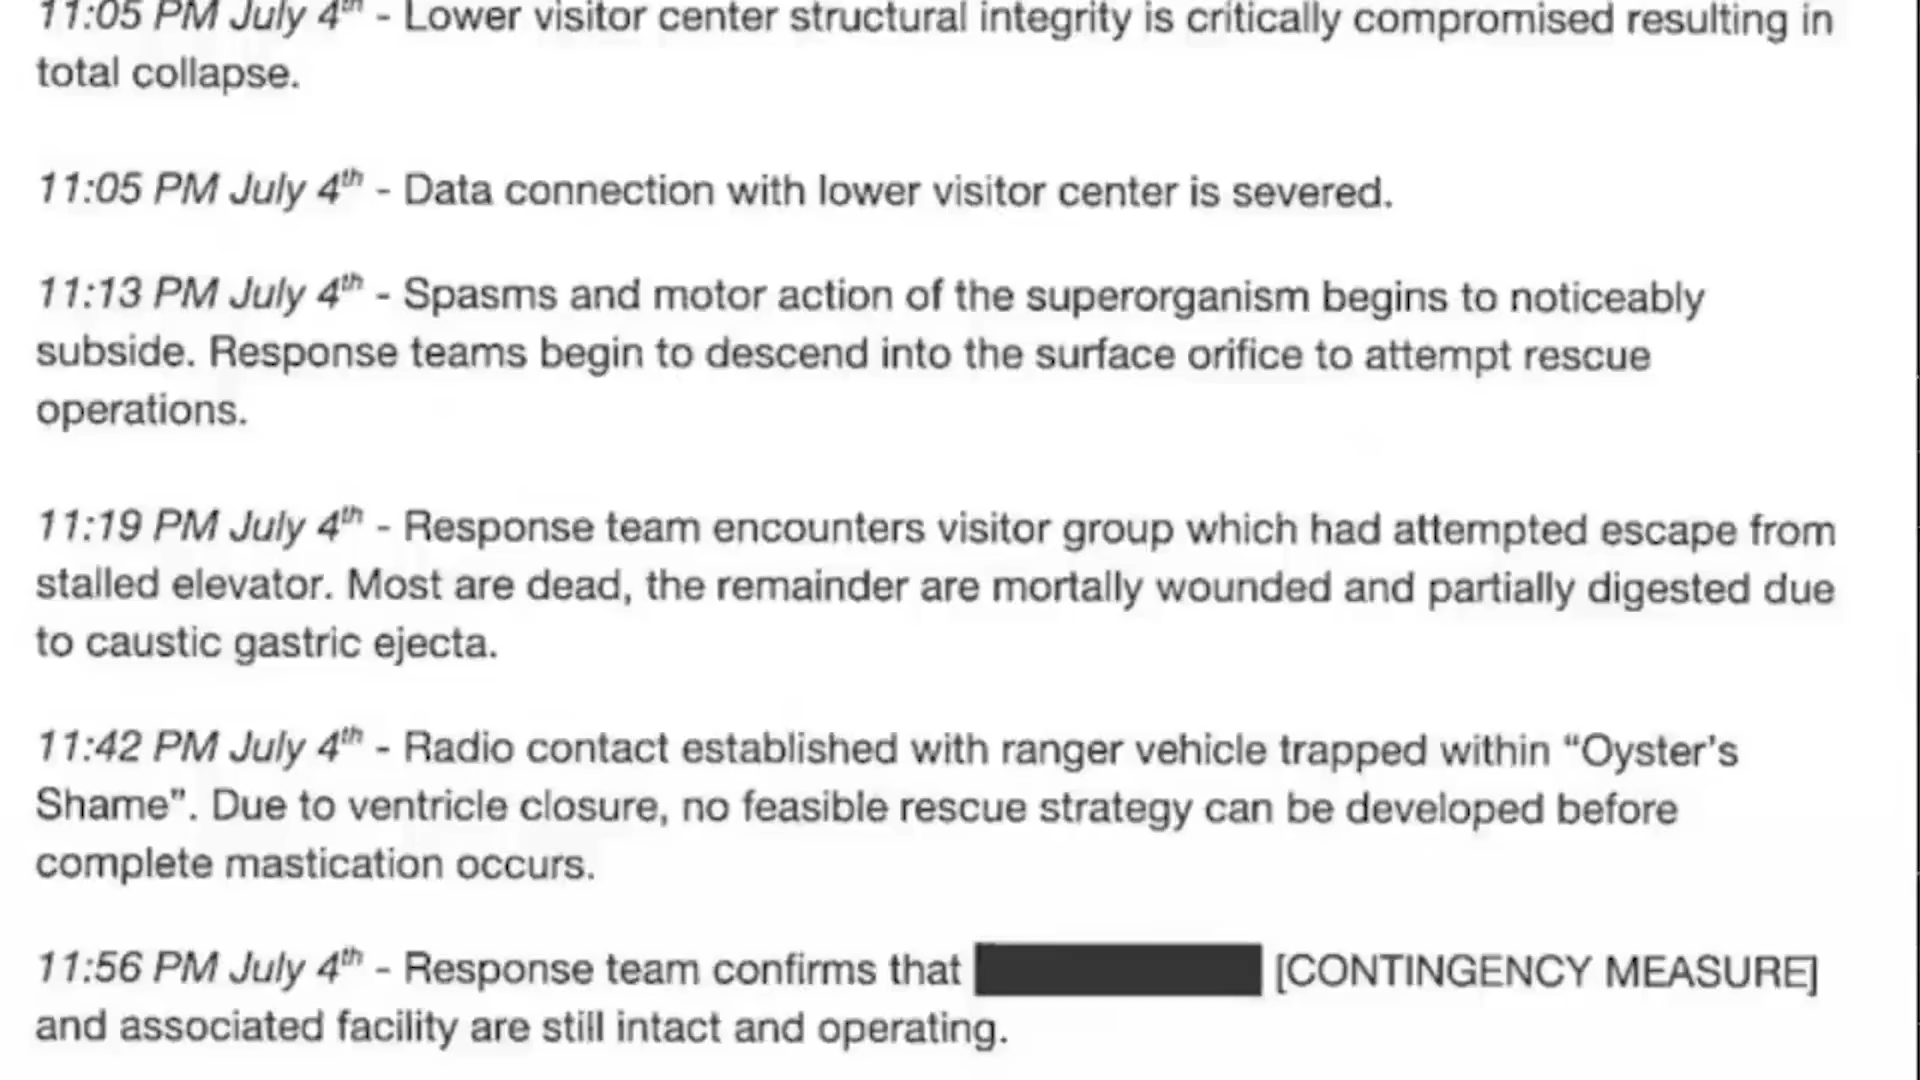 11:05 PM July 4th - Lower visitor center structural integrity is critically compromised resulting in
total collapse.
11:05 PM July 4th - Data connection with lower visitor center is severed.
11:13 PM July 4th - Spasms and motor action of the superorganism begins to noticeably
subside. Response teams begin to descend into the surface orifice to attempt rescue
operations.
11:19 PM July 4th - Response team encounters visitor group which had attempted escape from
stalled elevator. Most are dead, the remainder are mortally wounded and partially digested due
to caustic gastric ejecta.
11:42 PM July 4th - Radio contact established with ranger vehicle trapped within “Oyster’s
Shame”. Due to ventricle closure, no feasible rescue strategy can be developed before
complete mastication occurs.
11:56 PM July 4th - Response team confirms that [CONTINGENCY MEASURE]
and associated facility are still intact and operating.